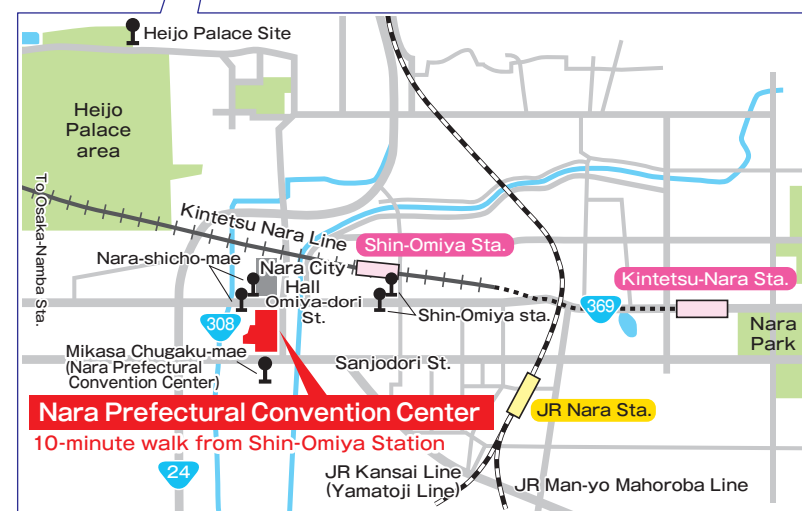 Heijo Palace Site
Heijo
Palace
area
To Osaka-Namba Sta.
Kintetsu Nara Line
Shin-Omiya Sta.
Nara-shicho-mae
Nara City
Hall
Kintetsu-Nara Sta.
Omiya-dori
St.
Shin-Omiya sta.
369
308
Nara
Park
Mikasa Chugaku-mae
(Nara Prefectural
Convention Center)
Sanjodori St.
Nara Prefectural Convention Center
JR Nara Sta.
10-minute walk from Shin-Omiya Station
24
JR Kansai Line
(Yamatoji Line)
JR Man-yo Mahoroba Line